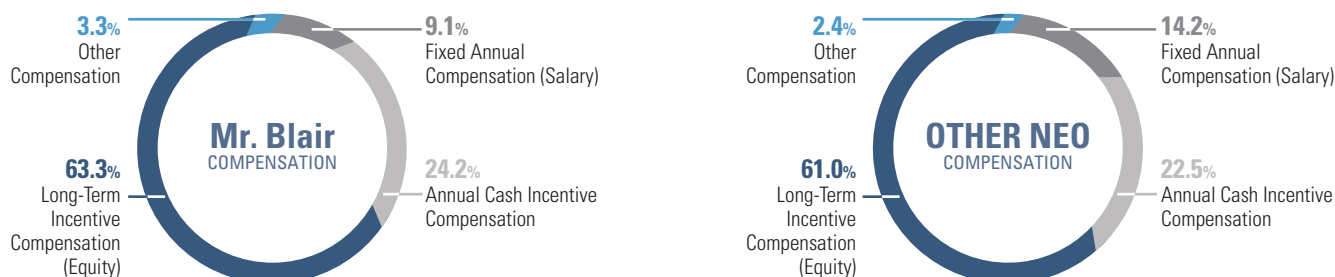 3.3%
Other
Compensation
9.1%
Fixed Annual
Compensation (Salary)
Mr. Blair
COMPENSATION
63.3%
Long-Term
Incentive
Compensation
(Equity)
24.2%
Annual Cash Incentive
Compensation
2.4%
Other
Compensation
14.2%
Fixed Annual
Compensation (Salary)
OTHER NEO
COMPENSATION
61.0%
Long-Term
Incentive
Compensation
(Equity)
22.5%
Annual Cash Incentive
Compensation